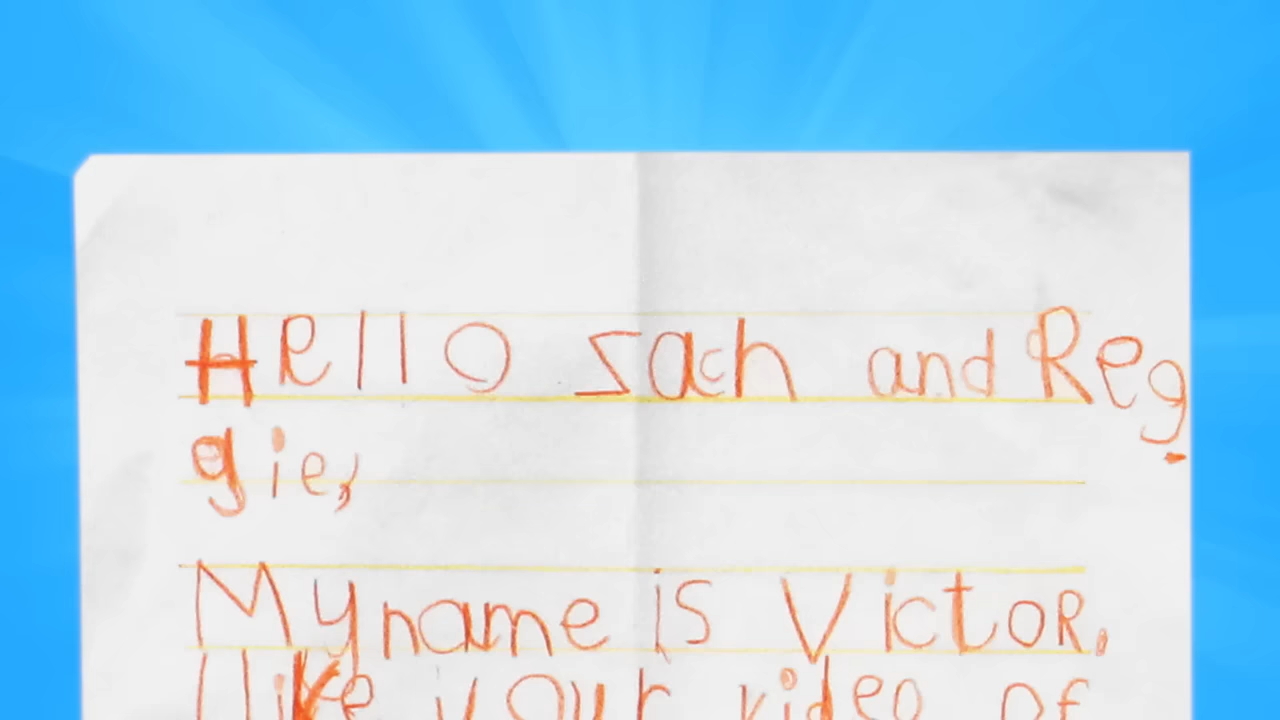 Hello zach and Reg-
gie,
My name is Victor.
I like your video of